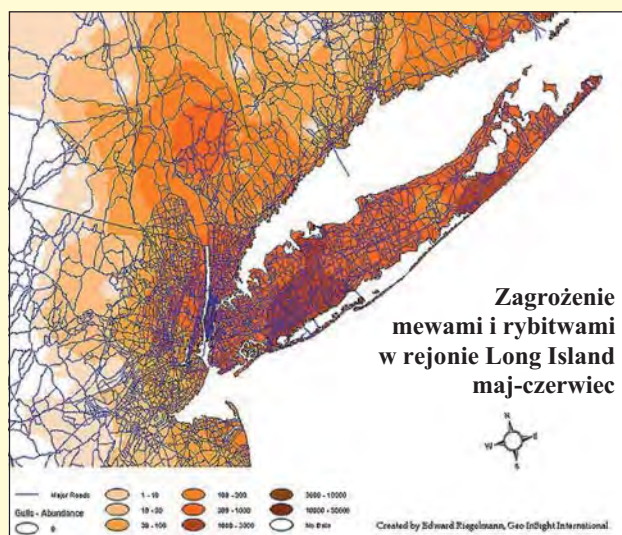 Zagrożenie
mewami i rybitwami
w rejonie Long Island
maj-czerwiec
N
W E
S
Major Roads
Gulls - Abundance
0
1 - 10
10 - 30
30 - 100
100 - 300
300 - 1000
1000 - 3000
3000 - 10000
10000 - 30000
No Data
Created by Edward Riegelmann, Geo InSight International.